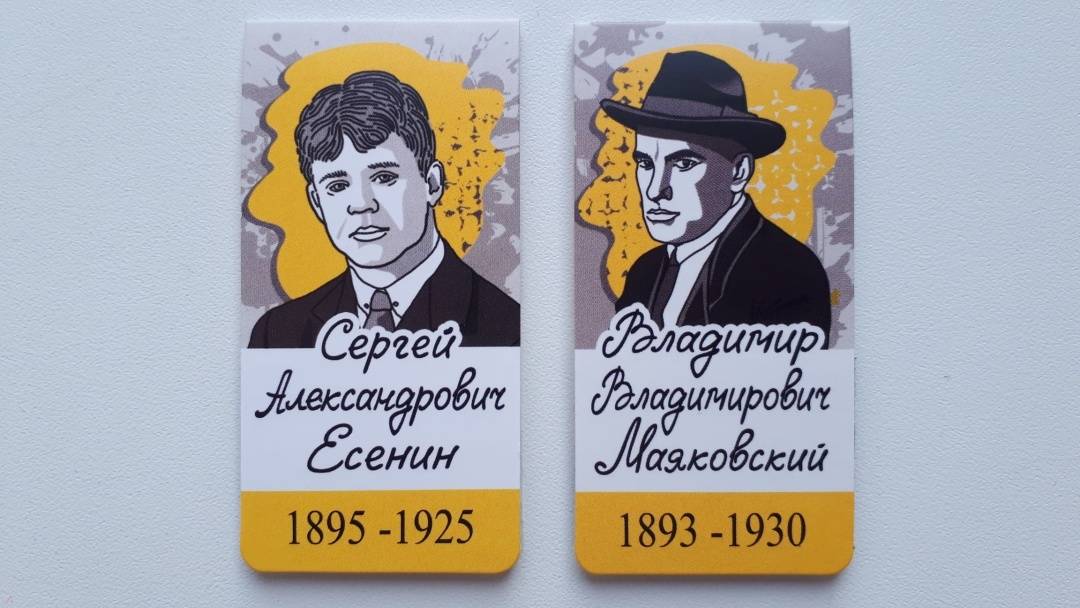 Сергей
Александрович
Есенин
1895 -1925
Владимир
Владимирович
Маяковский
1893 -1930